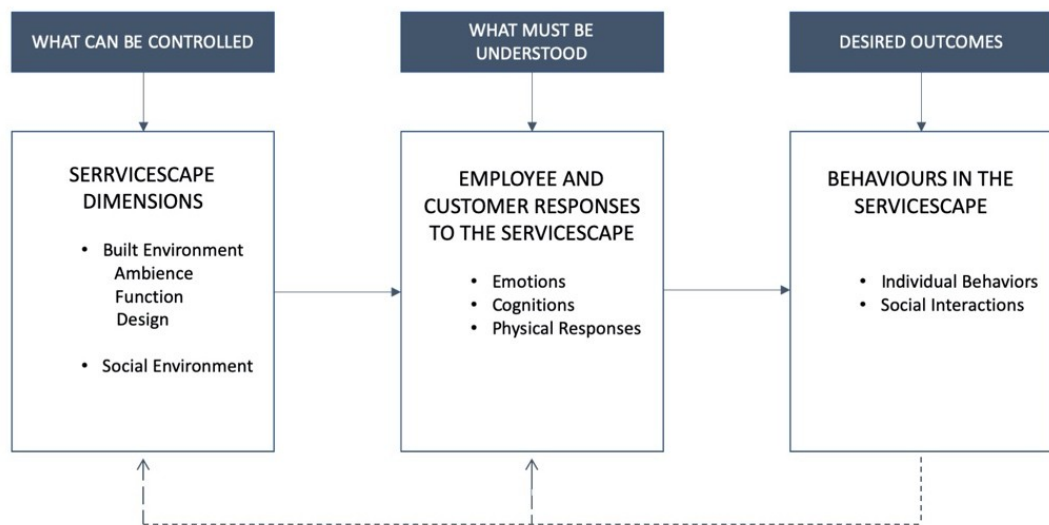 WHAT CAN BE CONTROLLED
WHAT MUST BE
UNDERSTOOD
DESIRED OUTCOMES
SERRVICESCAPE
DIMENSIONS
• Built Environment
Ambience
Function
Design
• Social Environment
EMPLOYEE AND
CUSTOMER RESPONSES
TO THE SERVICESCAPE
• Emotions
• Cognitions
• Physical Responses
BEHAVIOURS IN THE
SERVICESCAPE
• Individual Behaviors
• Social Interactions